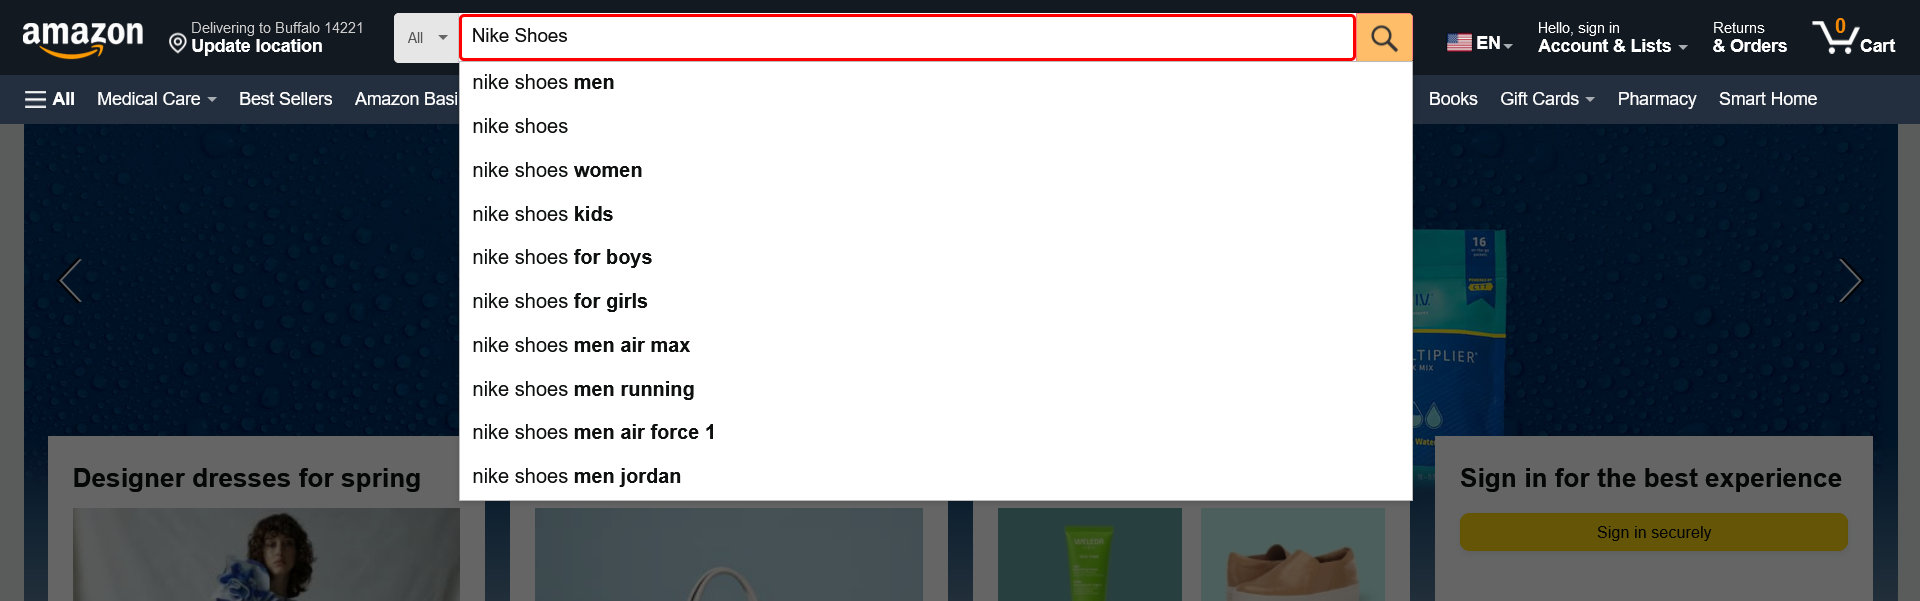 amazon
Delivering to Buffalo 14221
Update location
All
Nike Shoes
EN
Hello, sign in
Account & Lists
Returns
& Orders
0
Cart
All
Medical Care
Best Sellers
Amazon Basi
Books
Gift Cards
Pharmacy
Smart Home
nike shoes men
nike shoes
nike shoes women
nike shoes kids
nike shoes for boys
nike shoes for girls
nike shoes men air max
nike shoes men running
nike shoes men air force 1
nike shoes men jordan
16
I.V.
LTIPLIER
K MIX
Wate
Designer dresses for spring
WELEDA
Sign in for the best experience
Sign in securely